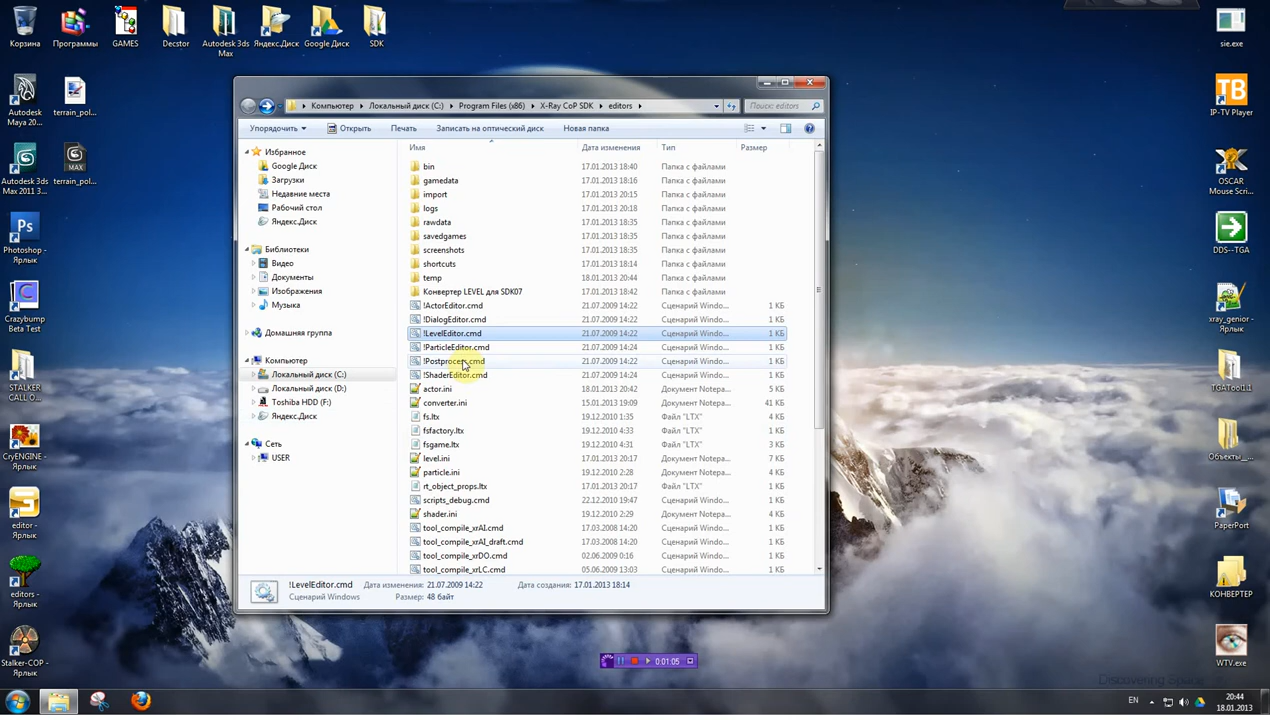 Корзина
Программы
GAMES
Decstor
Autodesk 3ds Max
Яндекс.Диск
Google Диск
SDK
sie.exe
Autodesk Maya 20...
terrain_pol...
IP-TV Player
Autodesk 3ds Max 2011 3...
terrain_pol...
OSCAR Mouse Scri...
Photoshop - Ярлык
DDS--TGA
Crazybump Beta Test
xray_genior - Ярлык
STALKER CALL O...
TGATool1.1
CryENGINE - Ярлык
Объекты_...
editor - Ярлык
PaperPort
editors - Ярлык
КОНВЕРТЕР
Stalker-COP - Ярлык
WTV.exe
Компьютер Локальный диск (C:) Program Files (x86) X-Ray CoP SDK editors
Поиск: editors
Упорядочить Открыть Печать Записать на оптический диск Новая папка
Избранное
Google Диск
Загрузки
Недавние места
Рабочий стол
Яндекс.Диск
Библиотеки
Видео
Документы
Изображения
Музыка
Домашняя группа
Компьютер
Локальный диск (C:)
Локальный диск (D:)
Toshiba HDD (F:)
Яндекс.Диск
Сеть
USER
Имя Дата изменения Тип Размер
bin 17.01.2013 18:40 Папка с файлами
gamedata 17.01.2013 18:16 Папка с файлами
import 17.01.2013 20:15 Папка с файлами
logs 17.01.2013 20:18 Папка с файлами
rawdata 17.01.2013 18:35 Папка с файлами
savedgames 17.01.2013 18:35 Папка с файлами
screenshots 17.01.2013 18:35 Папка с файлами
shortcuts 17.01.2013 18:14 Папка с файлами
temp 18.01.2013 20:44 Папка с файлами
Конвертер LEVEL для SDK07 17.01.2013 18:42 Папка с файлами
!ActorEditor.cmd 21.07.2009 14:22 Сценарий Windo... 1 КБ
!DialogEditor.cmd 21.07.2009 14:22 Сценарий Windo... 1 КБ
!LevelEditor.cmd 21.07.2009 14:22 Сценарий Windo... 1 КБ
!ParticleEditor.cmd 21.07.2009 14:24 Сценарий Windo... 1 КБ
!Postprocess.cmd 21.07.2009 14:22 Сценарий Windo... 1 КБ
!ShaderEditor.cmd 21.07.2009 14:24 Сценарий Windo... 1 КБ
actor.ini 18.01.2013 20:42 Документ Notepa... 5 КБ
converter.ini 15.01.2013 19:09 Документ Notepa... 41 КБ
fs.ltx 19.12.2010 1:35 Файл "LTX" 1 КБ
fsfactory.ltx 19.12.2010 4:33 Файл "LTX" 1 КБ
fsgame.ltx 19.12.2010 4:31 Файл "LTX" 3 КБ
level.ini 17.01.2013 20:17 Документ Notepa... 7 КБ
particle.ini 19.12.2010 2:28 Документ Notepa... 4 КБ
rt_object_props.ltx 17.01.2013 20:17 Файл "LTX" 1 КБ
scripts_debug.cmd 22.12.2010 19:47 Сценарий Windo... 1 КБ
shader.ini 19.12.2010 2:29 Документ Notepa... 4 КБ
tool_compile_xrAI.cmd 17.03.2008 14:20 Сценарий Windo... 1 КБ
tool_compile_xrAI_draft.cmd 17.03.2008 14:20 Сценарий Windo... 1 КБ
tool_compile_xrDO.cmd 02.06.2009 0:16 Сценарий Windo... 1 КБ
tool_compile_xrLC.cmd 05.06.2009 13:03 Сценарий Windo... 1 КБ
!LevelEditor.cmd Дата изменения: 21.07.2009 14:22 Дата создания: 17.01.2013 18:14
Сценарий Windows Размер: 48 байт
0:01:05
Discovering Space
EN
20:44
18.01.2013